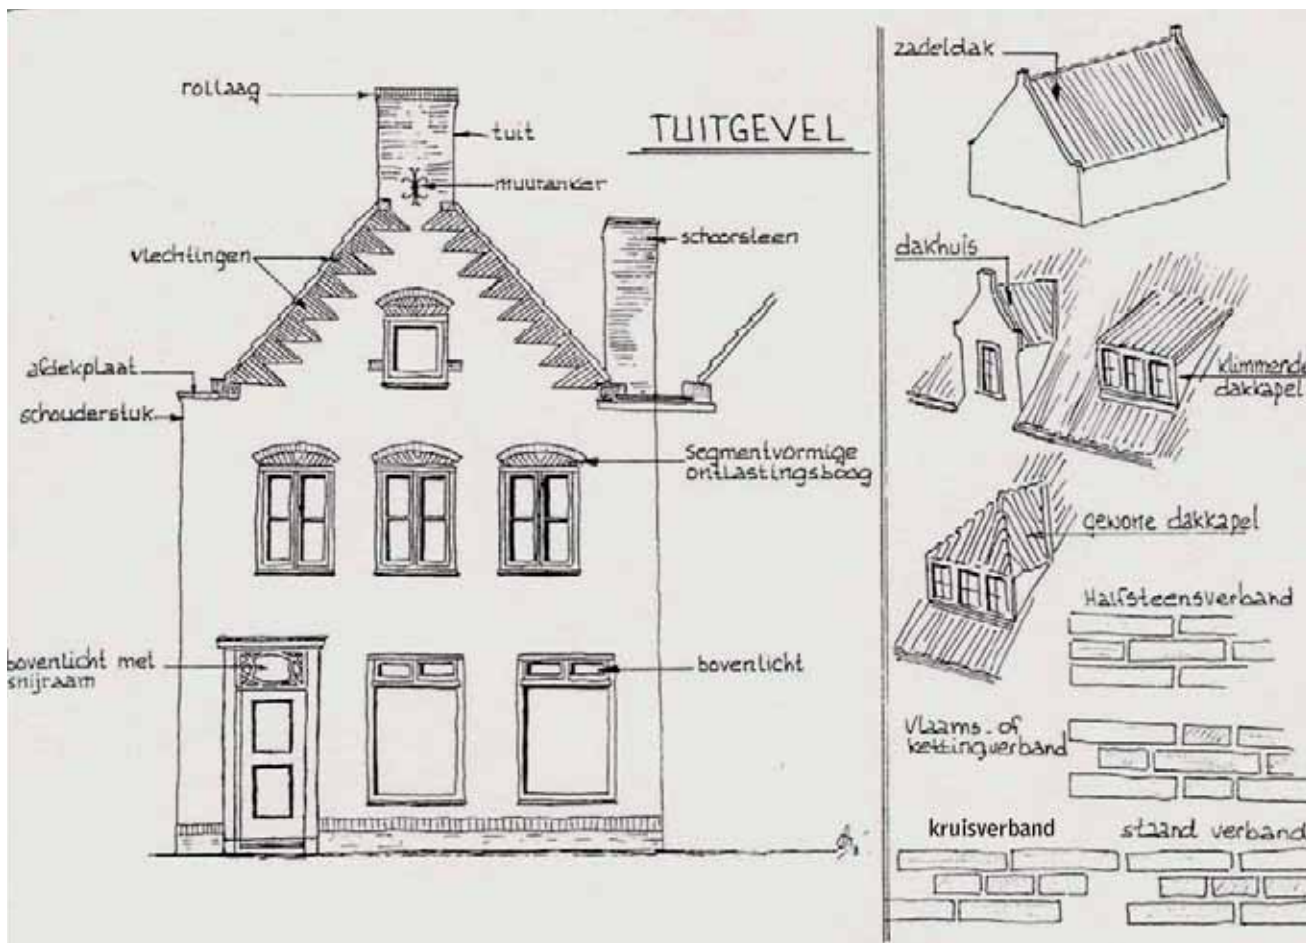 rollaag
tuit
TUITGEVEL
muuranker
schoorsteen
vlechtingen
afdekplaat
schouderstuk
Segmentvormige
ontlastingsboog
bovenlicht met
snijraam
bovenlicht
zadeldak
dakhuis
klimmende
dakkapel
gewone dakkapel
Halfsteensverband
Vlaams- of
kettingverband
kruisverband
staand verband